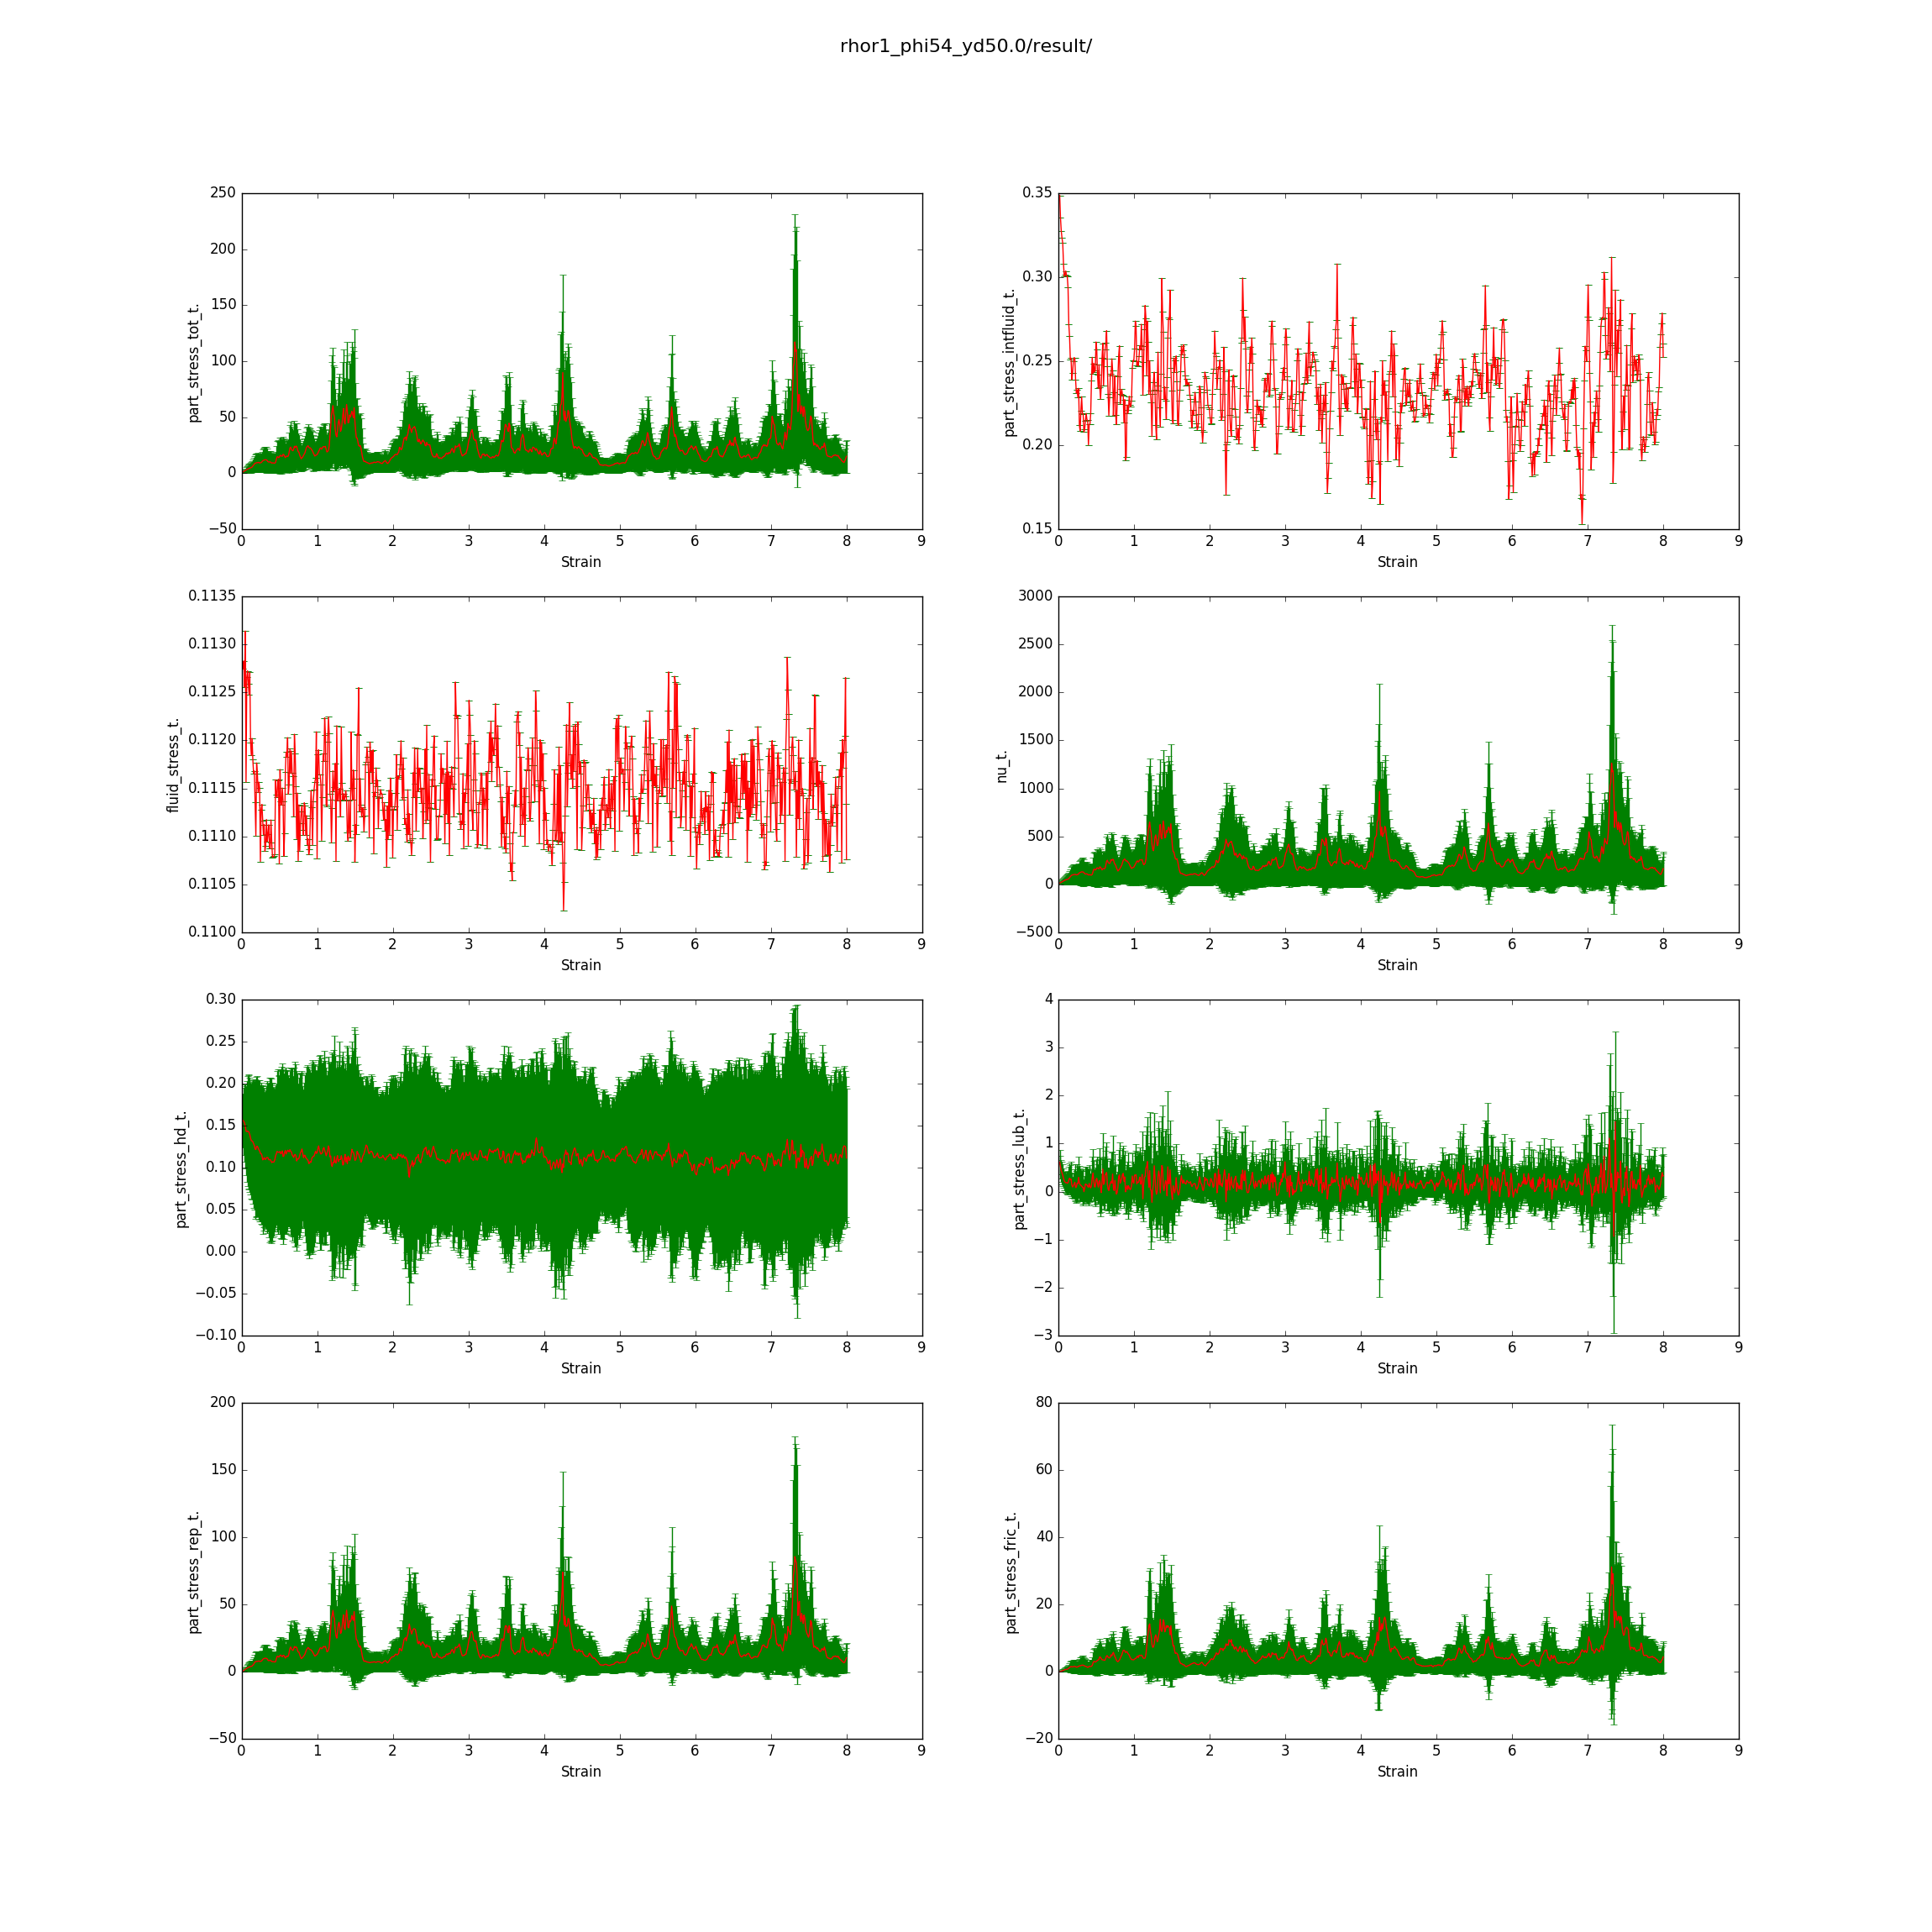 rhor1_phi54_yd50.0/result/
250
200
150
100
50
0
−50
part_stress_tot_t.
0 1 2 3 4 5 6 7 8 9
Strain
0.35
0.30
0.25
0.20
0.15
part_stress_intfluid_t.
0 1 2 3 4 5 6 7 8 9
Strain
0.1135
0.1130
0.1125
0.1120
0.1115
0.1110
0.1105
0.1100
fluid_stress_t.
0 1 2 3 4 5 6 7 8 9
Strain
3000
2500
2000
1500
1000
500
0
−500
nu_t.
0 1 2 3 4 5 6 7 8 9
Strain
0.30
0.25
0.20
0.15
0.10
0.05
0.00
−0.05
−0.10
part_stress_hd_t.
0 1 2 3 4 5 6 7 8 9
Strain
4
3
2
1
0
−1
−2
−3
part_stress_lub_t.
0 1 2 3 4 5 6 7 8 9
Strain
200
150
100
50
0
−50
part_stress_rep_t.
0 1 2 3 4 5 6 7 8 9
Strain
80
60
40
20
0
−20
part_stress_fric_t.
0 1 2 3 4 5 6 7 8 9
Strain